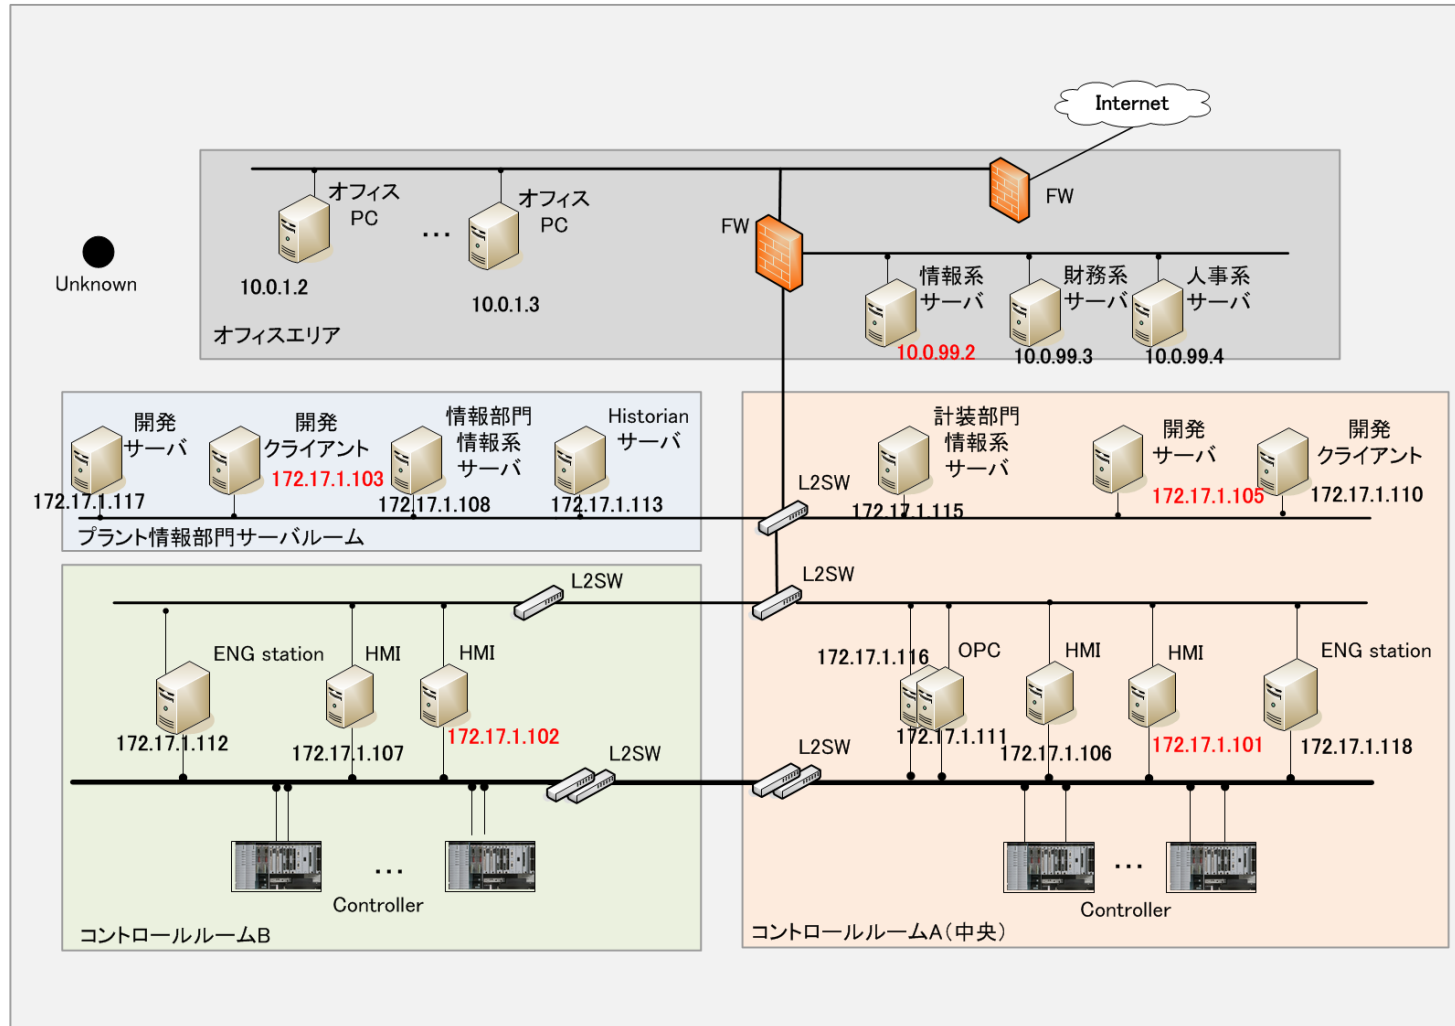 Internet
オフィス
PC
オフィス
PC
...
FW
FW
Unknown
10.0.1.2
10.0.1.3
情報系
サーバ
財務系
サーバ
人事系
サーバ
10.0.99.2
10.0.99.3
10.0.99.4
オフィスエリア
開発
サーバ
開発
クライアント
情報部門
情報系
サーバ
Historian
サーバ
172.17.1.117
172.17.1.103
172.17.1.108
172.17.1.113
プラント情報部門サーバルーム
計装部門
情報系
サーバ
開発
サーバ
開発
クライアント
L2SW
172.17.1.115
172.17.1.105
172.17.1.110
L2SW
L2SW
ENG station
HMI
HMI
172.17.1.112
172.17.1.107
172.17.1.102
172.17.1.116
OPC
HMI
HMI
ENG station
172.17.1.111
172.17.1.106
172.17.1.101
172.17.1.118
L2SW
L2SW
...
Controller
コントロールルームB
...
Controller
コントロールルームA(中央)